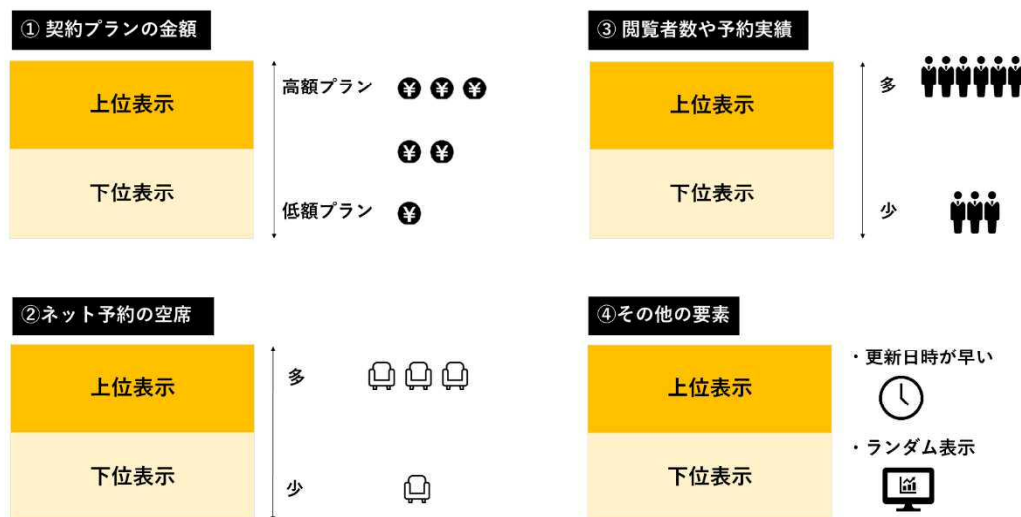 ① 契約プランの金額
上位表示
下位表示
高額プラン
低額プラン
②ネット予約の空席
上位表示
下位表示
多
少
③ 閲覧者数や予約実績
上位表示
下位表示
多
少
④その他の要素
上位表示
下位表示
・更新日時が早い
・ランダム表示